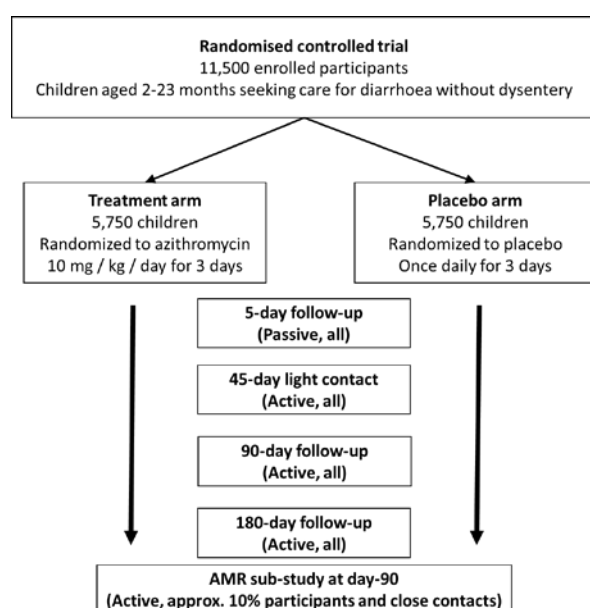 Randomised controlled trial
11,500 enrolled participants
Children aged 2-23 months seeking care for diarrhoea without dysentery
Treatment arm
5,750 children
Randomized to azithromycin
10 mg / kg / day for 3 days
Placebo arm
5,750 children
Randomized to placebo
Once daily for 3 days
5-day follow-up
(Passive, all)
45-day light contact
(Active, all)
90-day follow-up
(Active, all)
180-day follow-up
(Active, all)
AMR sub-study at day-90
(Active, approx. 10% participants and close contacts)